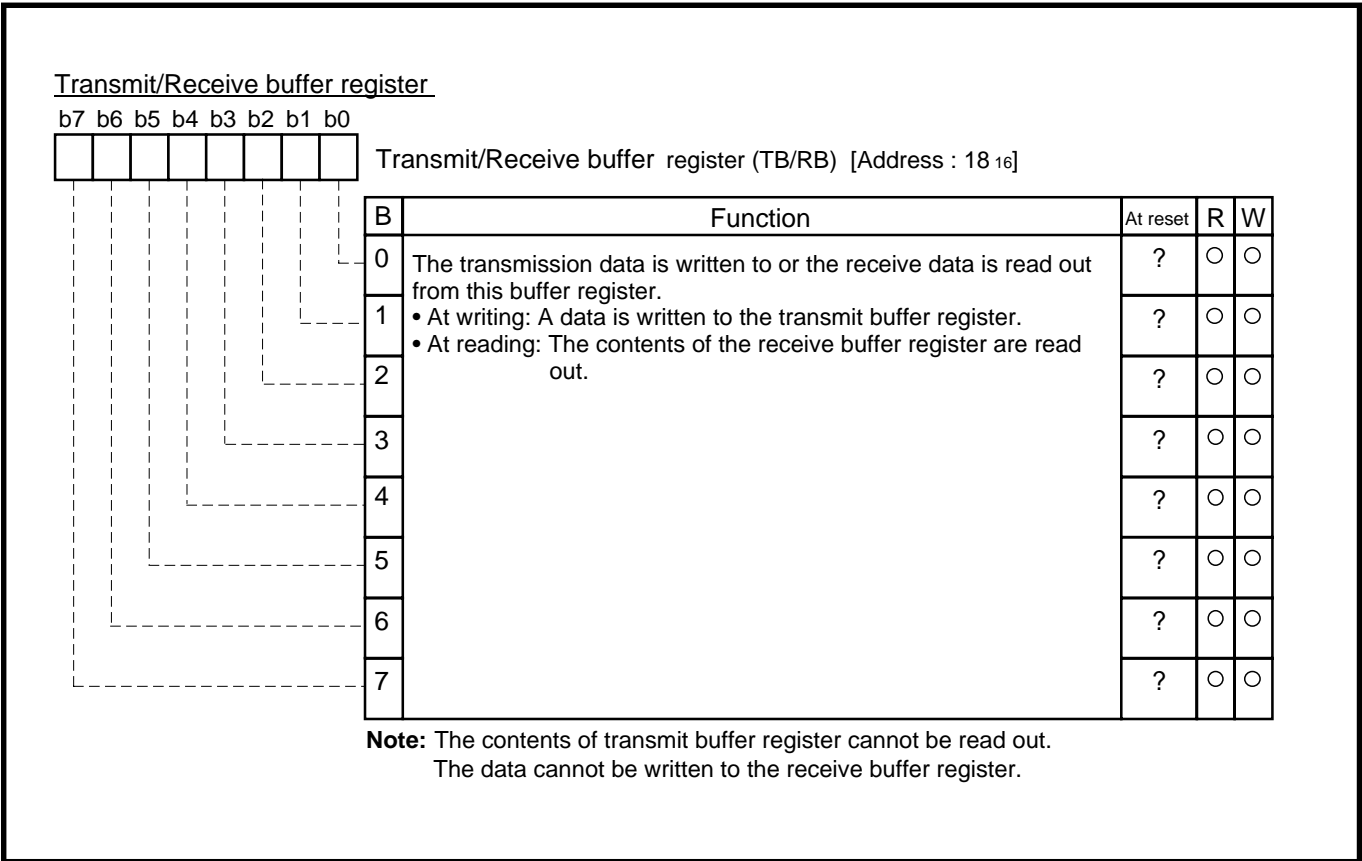 Transmit/Receive buffer register
b7 b6 b5 b4 b3 b2 b1 b0
Transmit/Receive buffer register (TB/RB) [Address : 18 16]
B Function At reset R W
0 The transmission data is written to or the receive data is read out ? ○ ○
from this buffer register.
1 • At writing: A data is written to the transmit buffer register. ? ○ ○
• At reading: The contents of the receive buffer register are read
2 out. ? ○ ○
3 ? ○ ○
4 ? ○ ○
5 ? ○ ○
6 ? ○ ○
7 ? ○ ○
Note: The contents of transmit buffer register cannot be read out.
The data cannot be written to the receive buffer register.